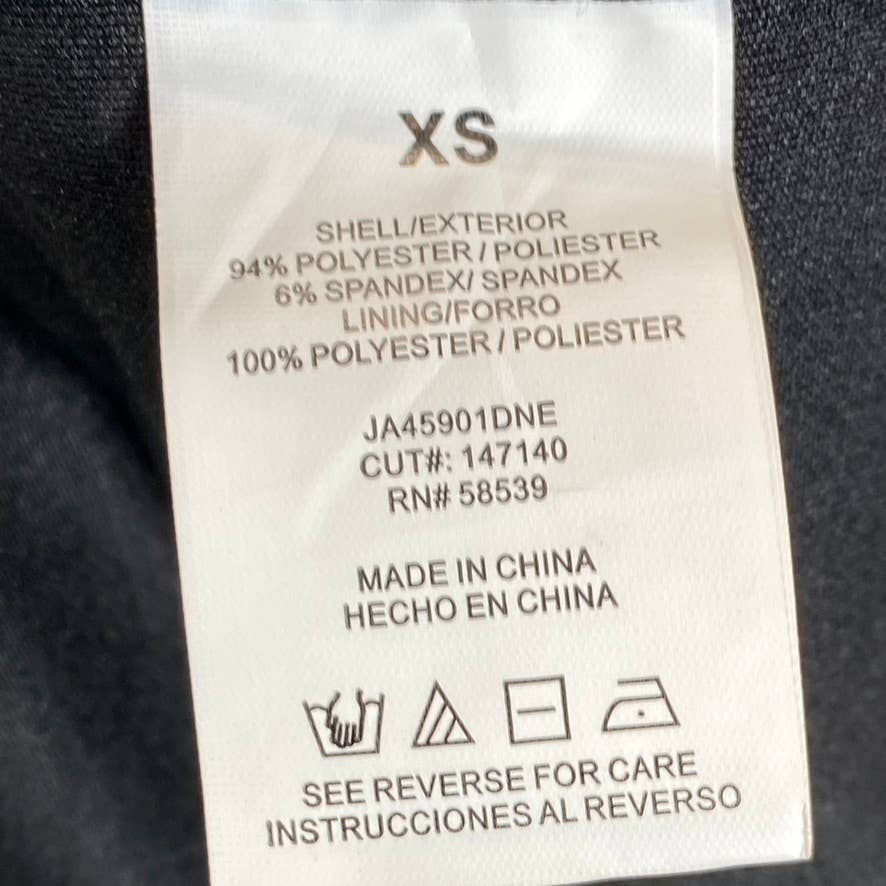 XS
SHELL/EXTERIOR
94% POLYESTER / POLIESTER
6% SPANDEX/ SPANDEX
LINING/FORRO
100% POLYESTER / POLIESTER
JA45901DNE
CUT#: 147140
RN# 58539
MADE IN CHINA
HECHO EN CHINA
SEE REVERSE FOR CARE
INSTRUCCIONES AL REVERSO